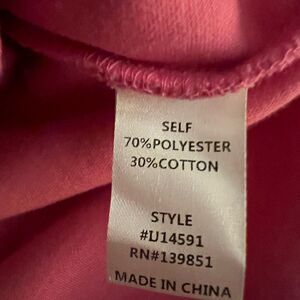 SELF
70%POLYESTER
30%COTTON
STYLE
#IJ14591
RN#139851
MADE IN CHINA